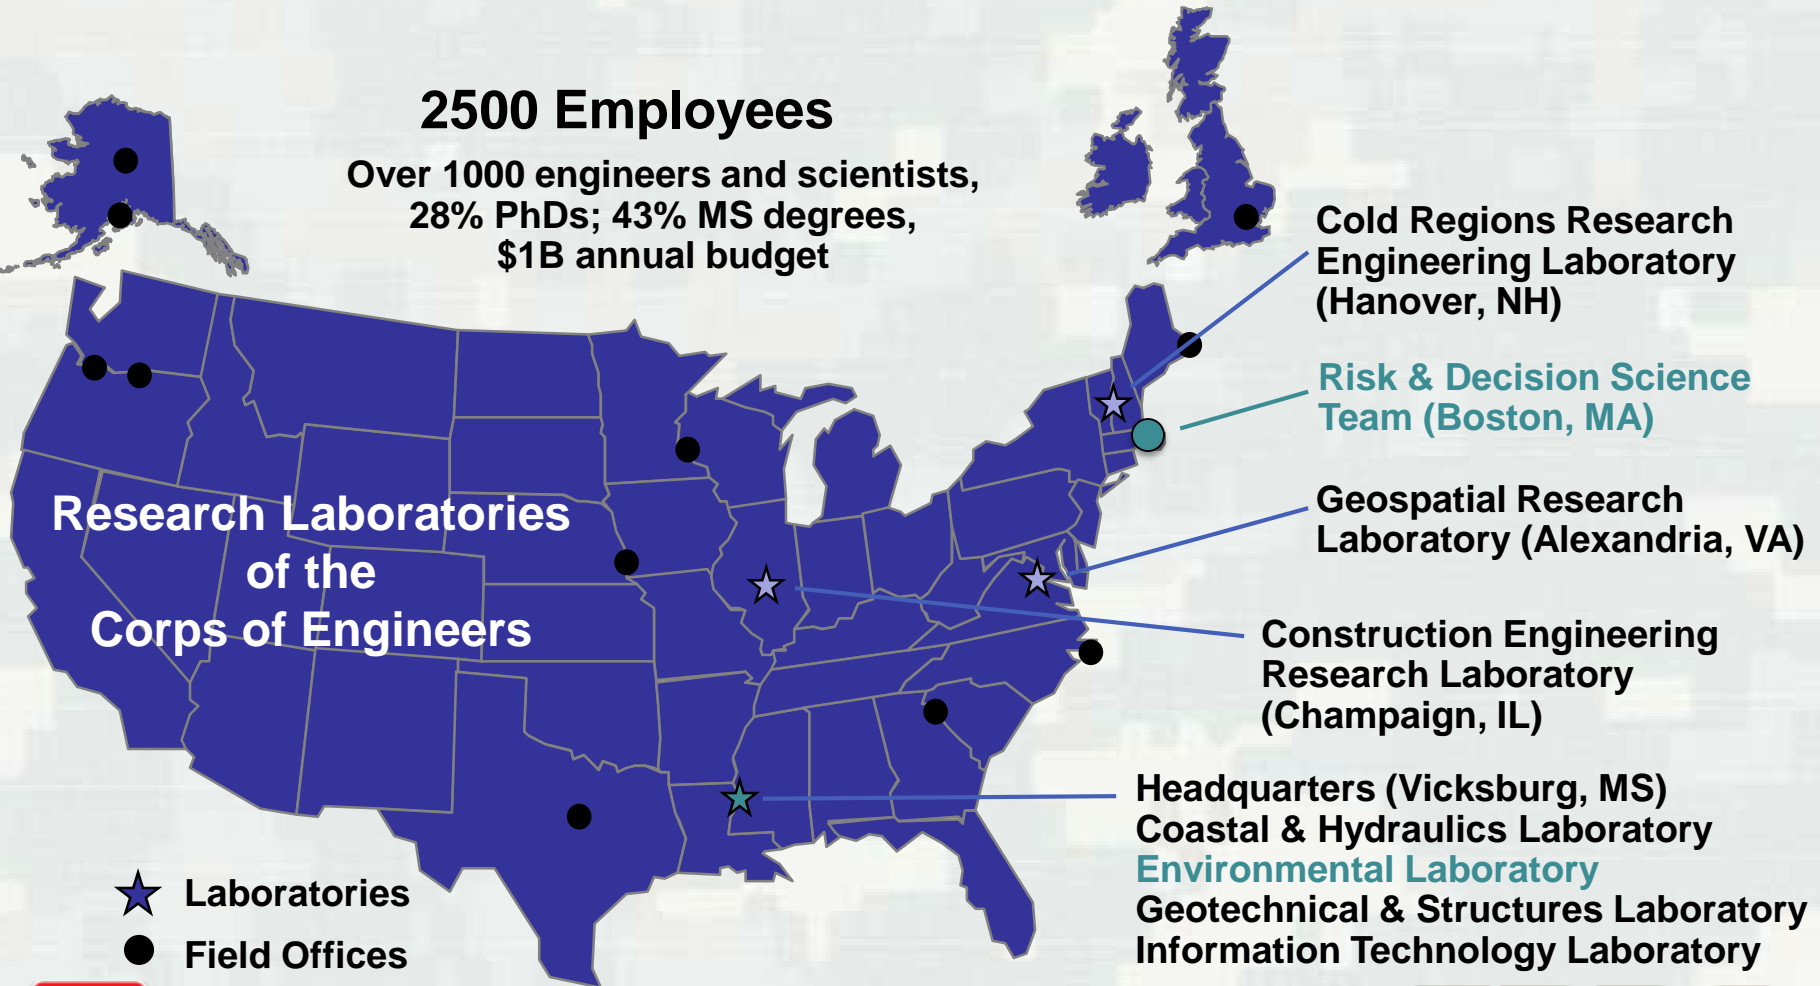 2500 Employees
Over 1000 engineers and scientists,
28% PhDs; 43% MS degrees,
$1B annual budget
Cold Regions Research
Engineering Laboratory
(Hanover, NH)
Risk & Decision Science
Team (Boston, MA)
Geospatial Research
Laboratory (Alexandria, VA)
Research Laboratories
of the
Corps of Engineers
Construction Engineering
Research Laboratory
(Champaign, IL)
Headquarters (Vicksburg, MS)
Coastal & Hydraulics Laboratory
Environmental Laboratory
Geotechnical & Structures Laboratory
Information Technology Laboratory
Laboratories
Field Offices